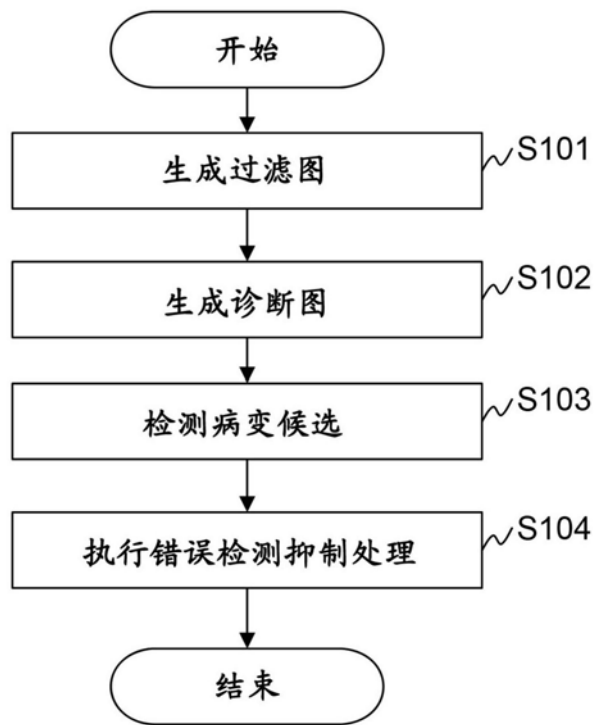 开始
生成过滤图
S101
生成诊断图
S102
检测病变候选
S103
执行错误检测抑制处理
S104
结束